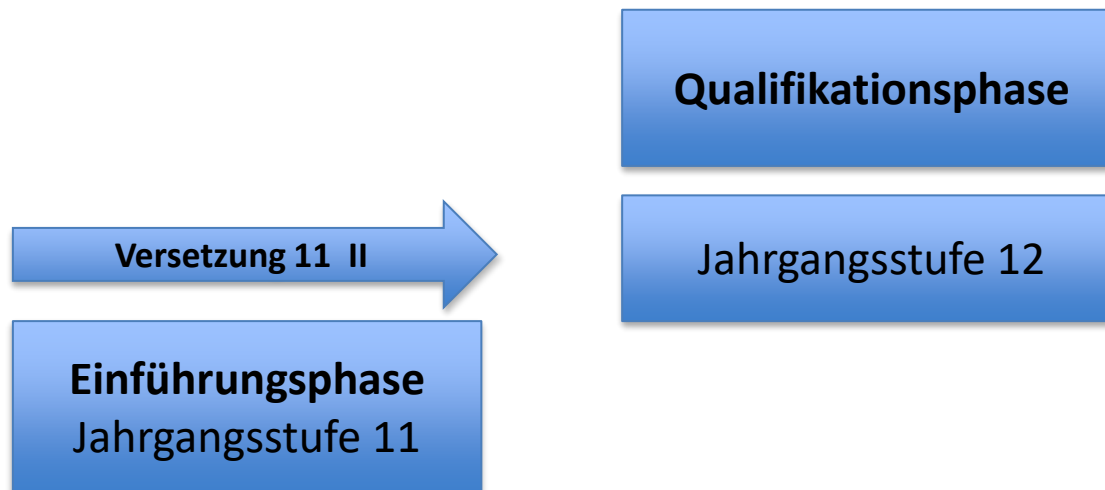 Qualifikationsphase
Jahrgangsstufe 12
Versetzung 11 II
Einführungsphase
Jahrgangsstufe 11